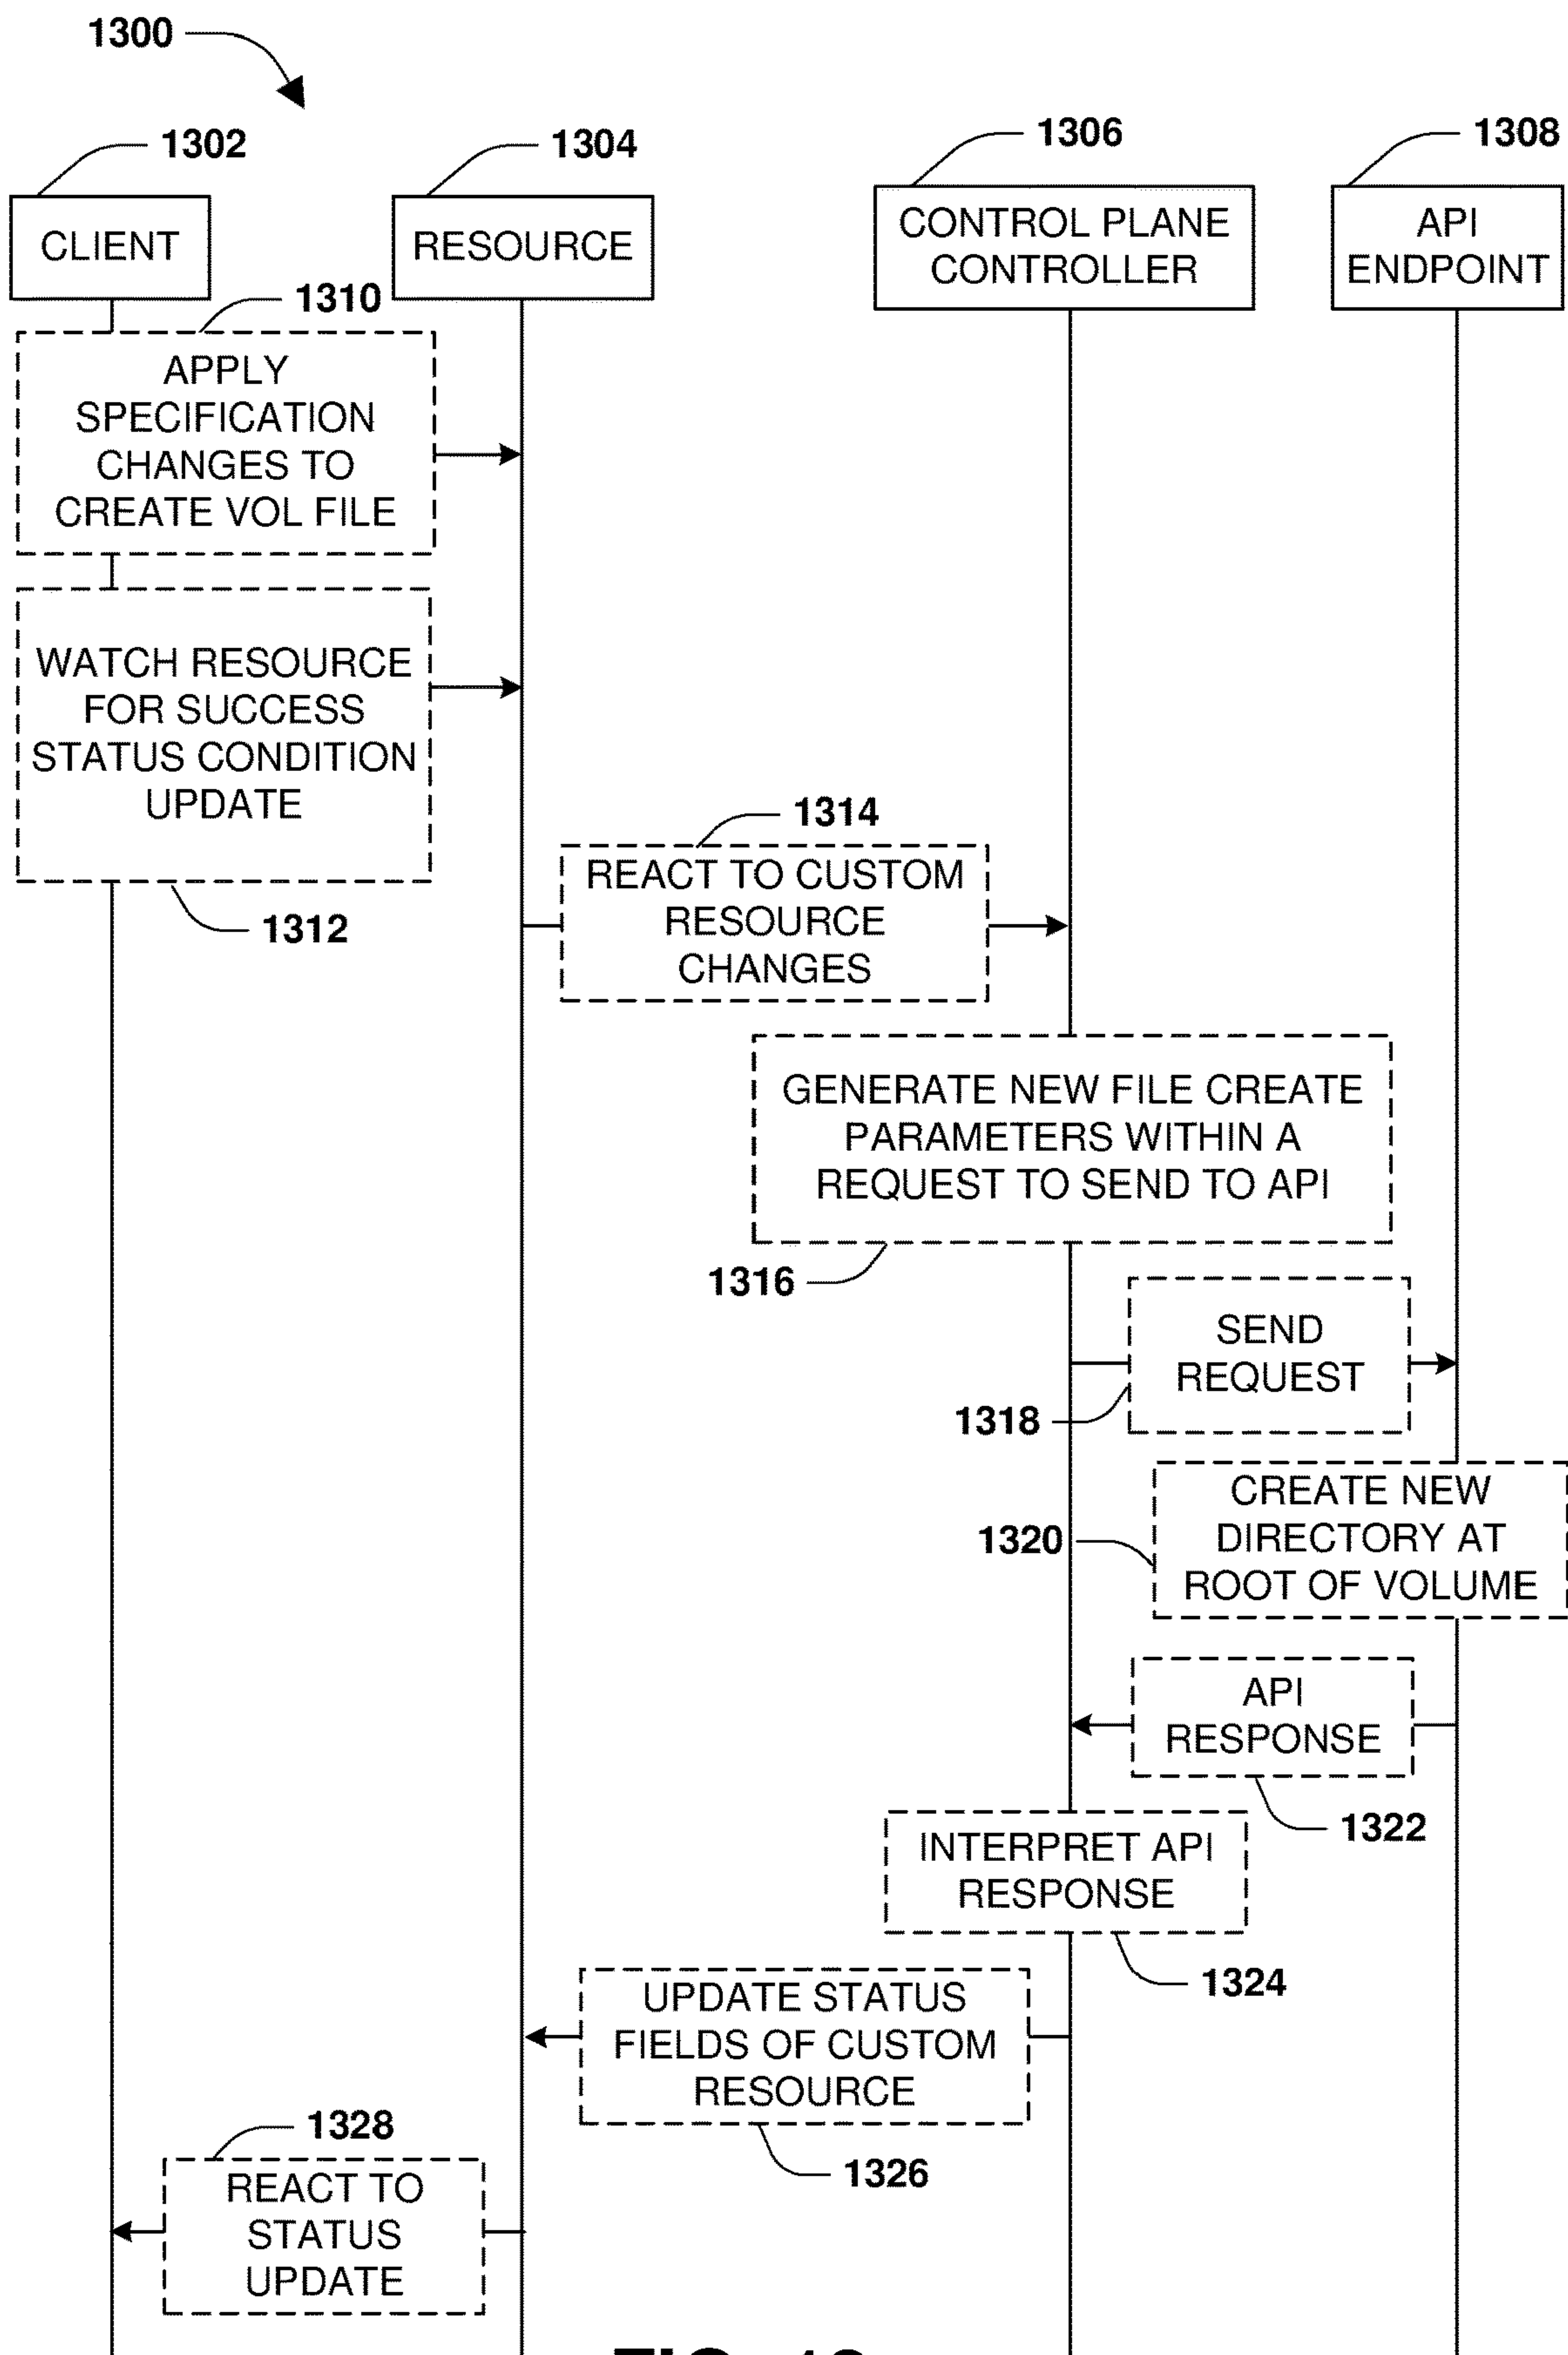 1300
1302
1304
1306
1308
CLIENT
RESOURCE
CONTROL PLANE
CONTROLLER
API
ENDPOINT
1310
APPLY
SPECIFICATION
CHANGES TO
CREATE VOL FILE
WATCH RESOURCE
FOR SUCCESS
STATUS CONDITION
UPDATE
1312
1314
REACT TO CUSTOM
RESOURCE
CHANGES
GENERATE NEW FILE CREATE
PARAMETERS WITHIN A
REQUEST TO SEND TO API
1316
SEND
REQUEST
1318
CREATE NEW
DIRECTORY AT
ROOT OF VOLUME
1320
API
RESPONSE
1322
INTERPRET API
RESPONSE
1324
UPDATE STATUS
FIELDS OF CUSTOM
RESOURCE
1326
1328
REACT TO
STATUS
UPDATE